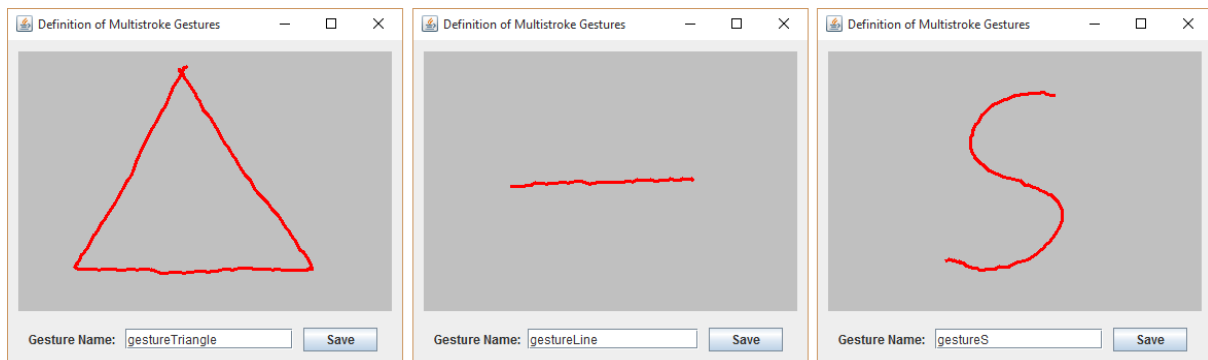 Definition of Multistroke Gestures
Gesture Name: gestureTriangle Save
Definition of Multistroke Gestures
Gesture Name: gestureLine Save
Definition of Multistroke Gestures
S
Gesture Name: gestureS Save